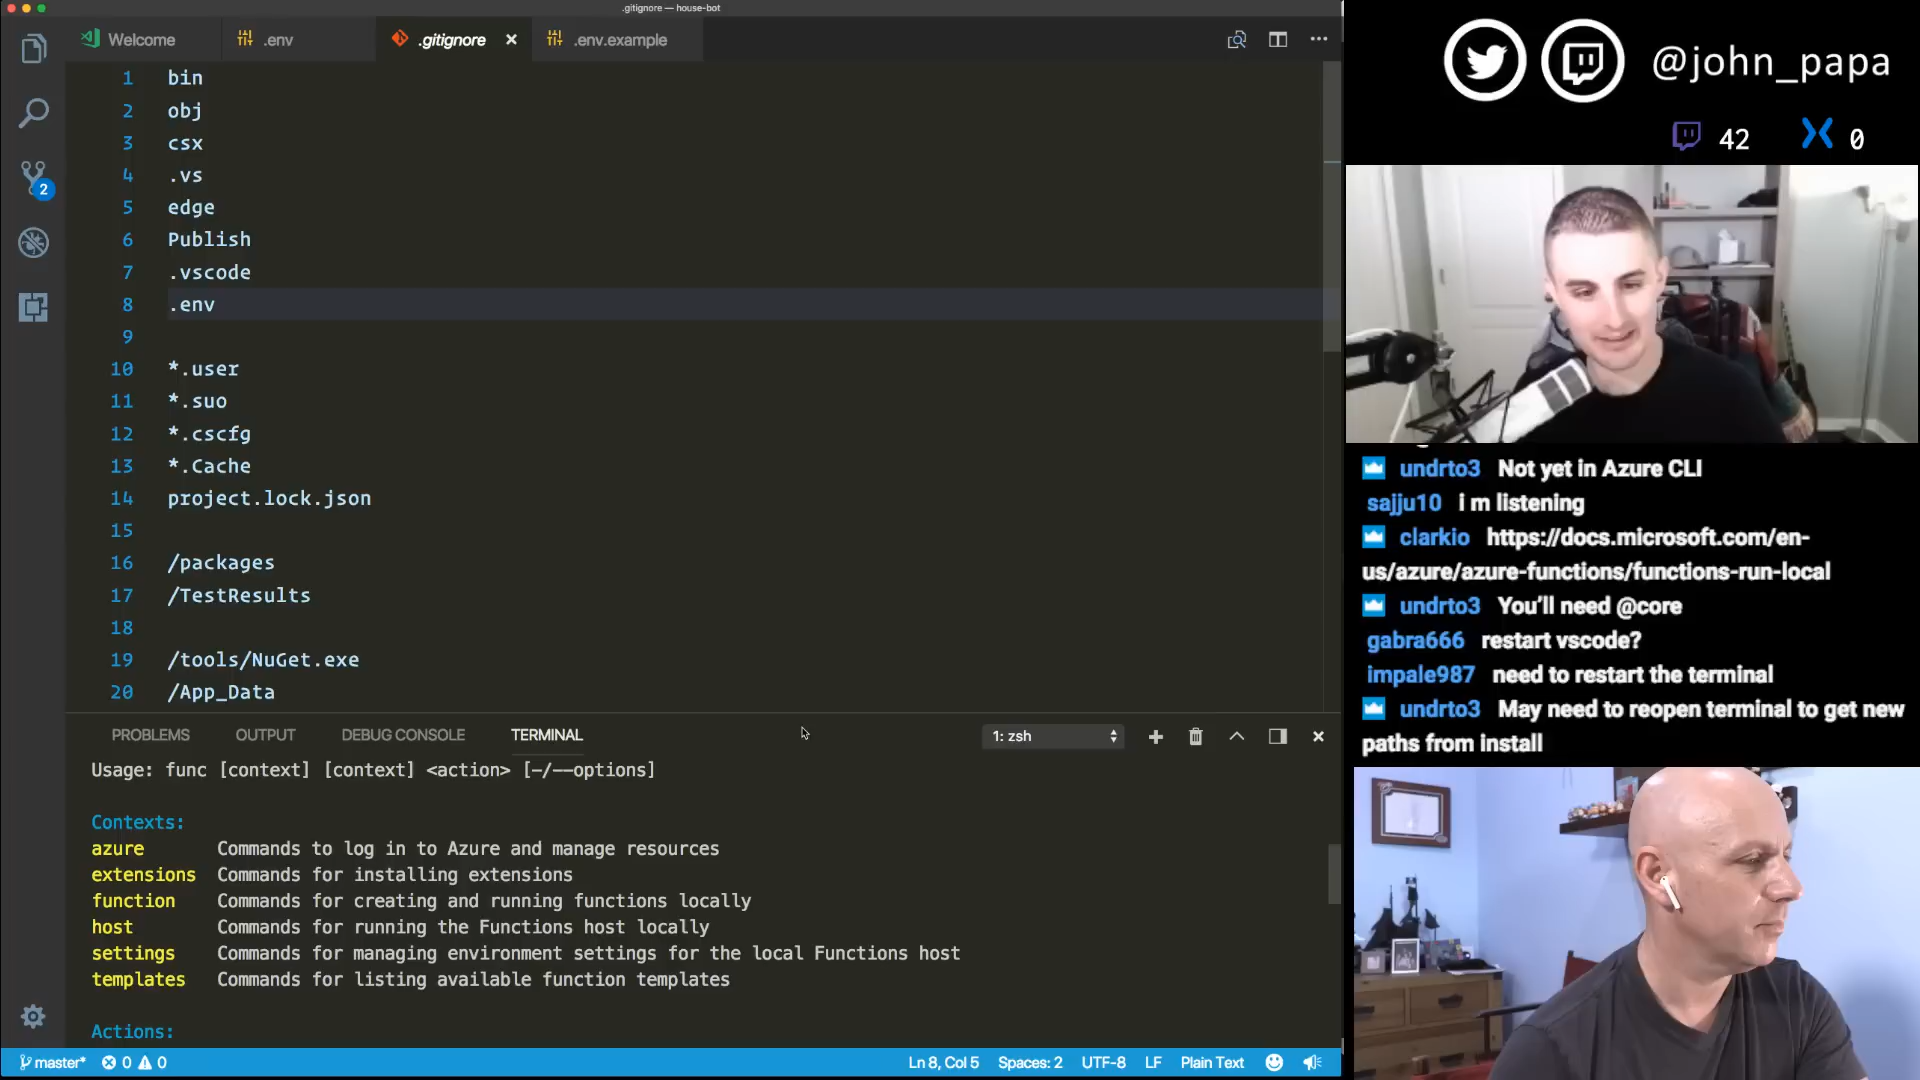 .gitignore — house-bot
Welcome
.env
.gitignore
.env.example
@john_papa
42
0
2
1 bin
2 obj
3 csx
4 .vs
5 edge
6 Publish
7 .vscode
8 .env
9
10 *.user
11 *.suo
12 *.cscfg
13 *.Cache
14 project.lock.json
15
16 /packages
17 /TestResults
18
19 /tools/NuGet.exe
20 /App_Data
PROBLEMS OUTPUT DEBUG CONSOLE TERMINAL
1: zsh
Usage: func [context] [context] <action> [-/--options]
Contexts:
azure Commands to log in to Azure and manage resources
extensions Commands for installing extensions
function Commands for creating and running functions locally
host Commands for running the Functions host locally
settings Commands for managing environment settings for the local Functions host
templates Commands for listing available function templates
Actions:
master* 0 0
Ln 8, Col 5 Spaces: 2 UTF-8 LF Plain Text
undrto3 Not yet in Azure CLI
sajju10 i m listening
clarkio https://docs.microsoft.com/en-
us/azure/azure-functions/functions-run-local
undrto3 You'll need @core
gabra666 restart vscode?
impale987 need to restart the terminal
undrto3 May need to reopen terminal to get new
paths from install